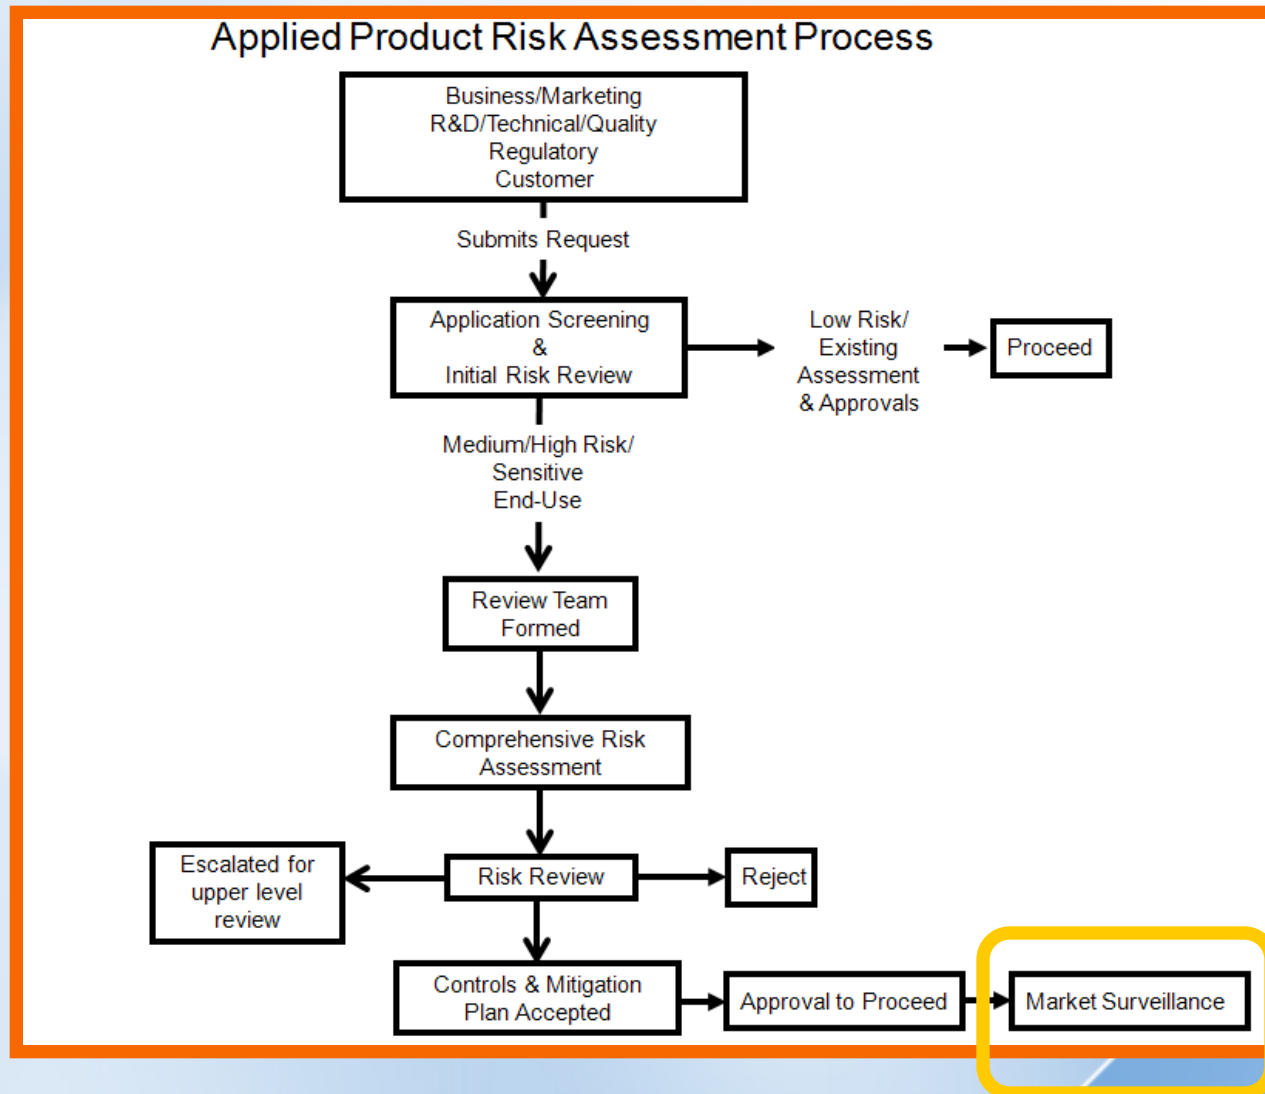 Applied Product Risk Assessment Process
Business/Marketing
R&D/Technical/Quality
Regulatory
Customer
Submits Request
Application Screening
&
Initial Risk Review
Low Risk/
Existing
Assessment
& Approvals
Proceed
Medium/High Risk/
Sensitive
End-Use
Review Team
Formed
Comprehensive Risk
Assessment
Escalated for
upper level
review
Risk Review
Reject
Controls & Mitigation
Plan Accepted
Approval to Proceed
Market Surveillance